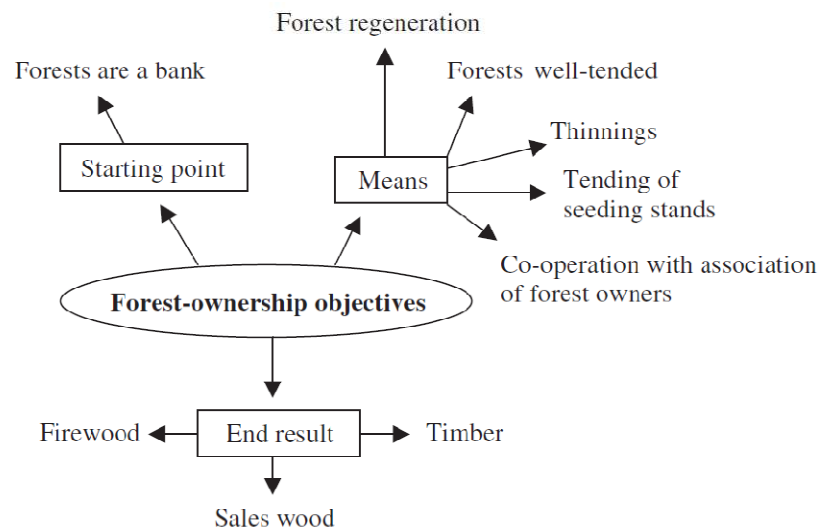 Forest regeneration
Forests are a bank
Forests well-tended
Thinnings
Starting point
Means
Tending of
seeding stands
Co-operation with association
of forest owners
Forest-ownership objectives
Firewood
End result
Timber
Sales wood